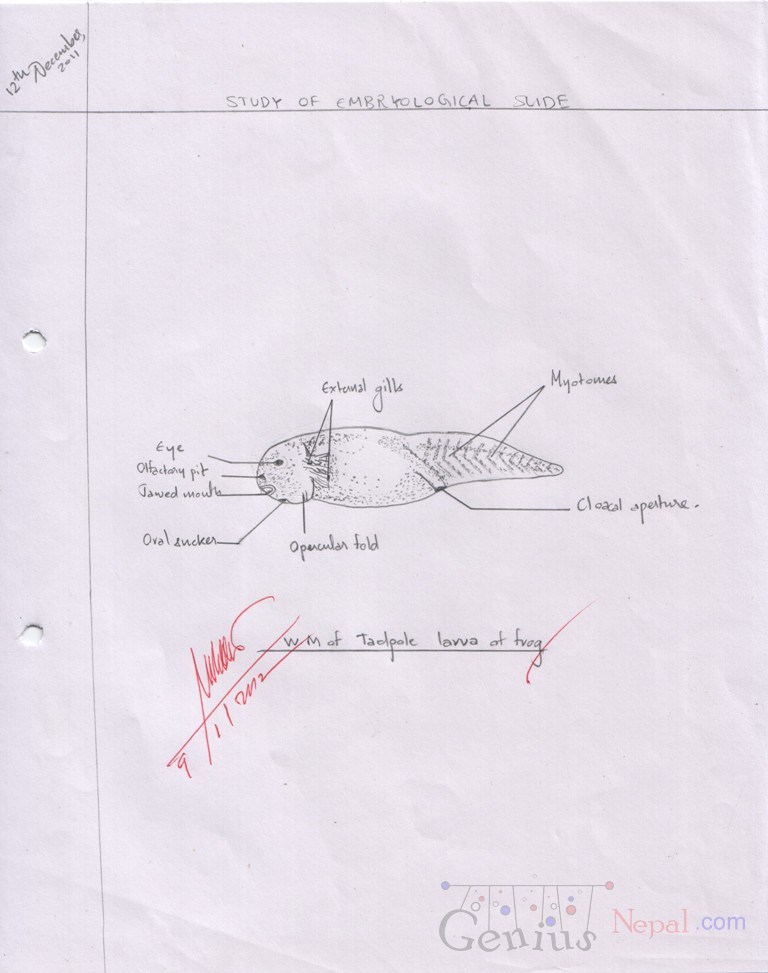 12th December,
2011
STUDY OF EMBRYOLOGICAL SLIDE
External gills
Myotomes
Eye
Olfactory pit
Jawed mouth
Oral sucker
Opercular fold
Cloacal aperture.
W.M of Tadpole larva of frog
9/1/2012
Genius Nepal.com